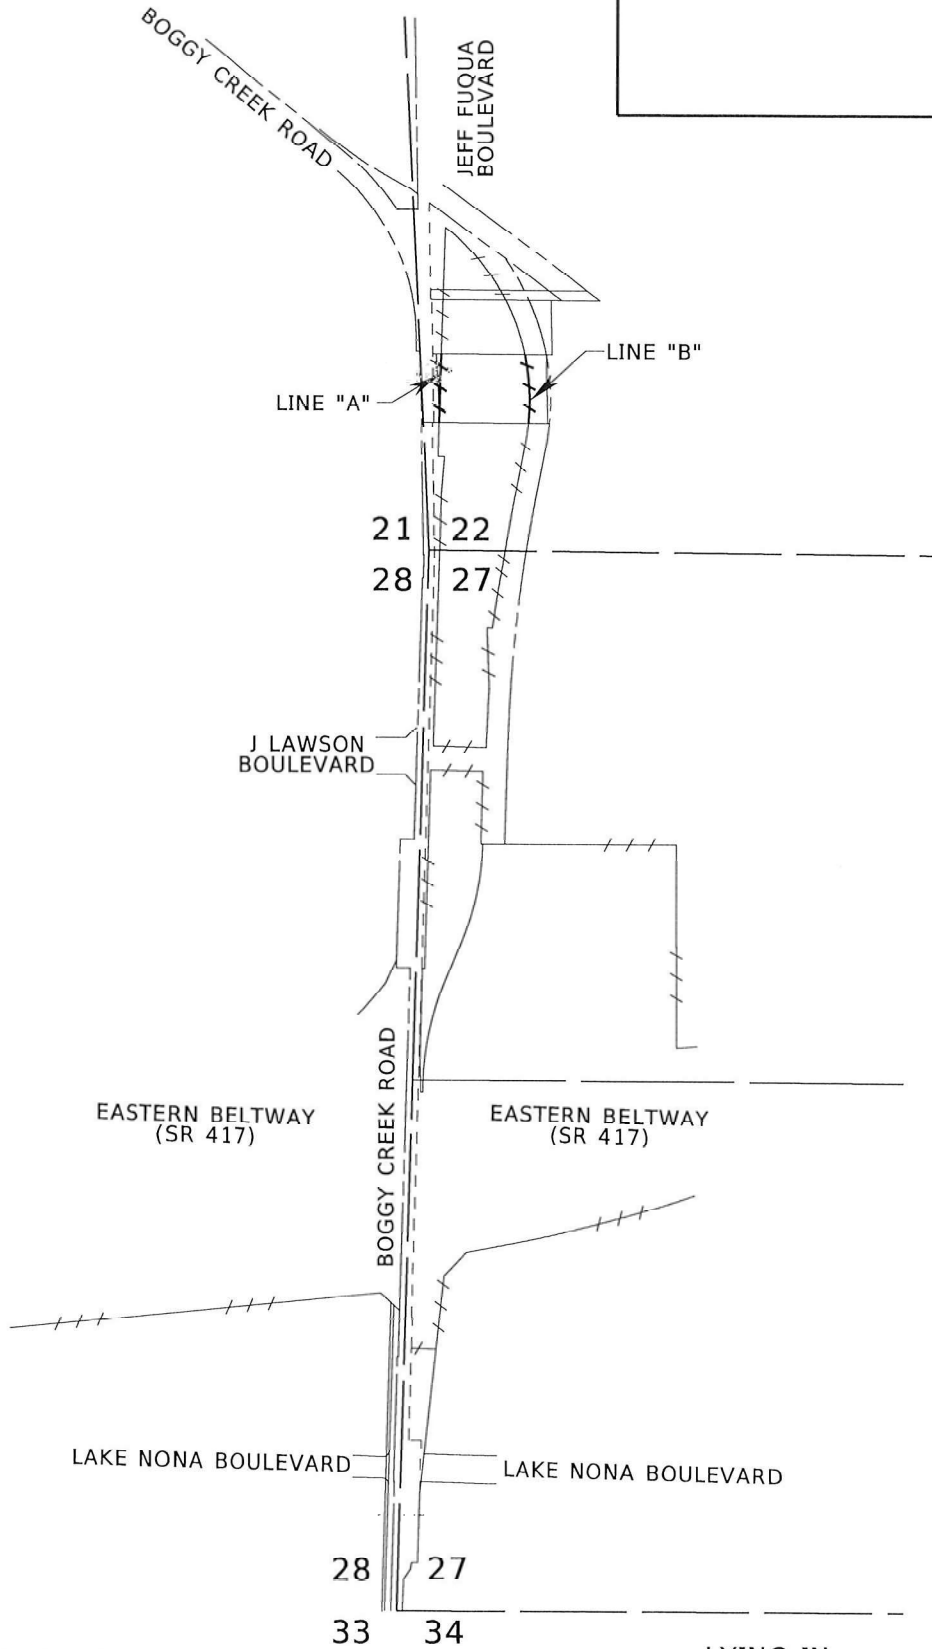 BOGGY CREEK ROAD
JEFF FUQUA
BOULEVARD
LINE "B"
LINE "A"
21 22
28 27
J LAWSON
BOULEVARD
BOGGY CREEK ROAD
EASTERN BELTWAY
(SR 417)
EASTERN BELTWAY
(SR 417)
LAKE NONA BOULEVARD
LAKE NONA BOULEVARD
28 27
33 34